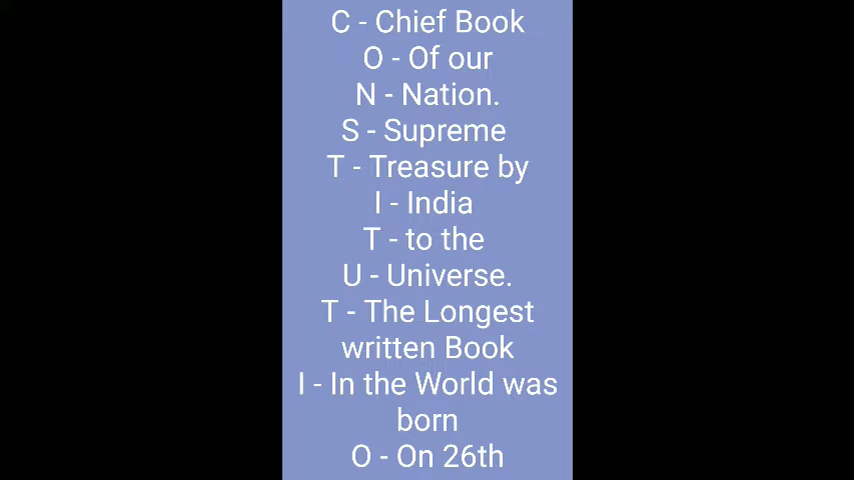 C - Chief Book
O - Of our
N - Nation.
S - Supreme
T - Treasure by
I - India
T - to the
U - Universe.
T - The Longest
written Book
I - In the World was
born
O - On 26th